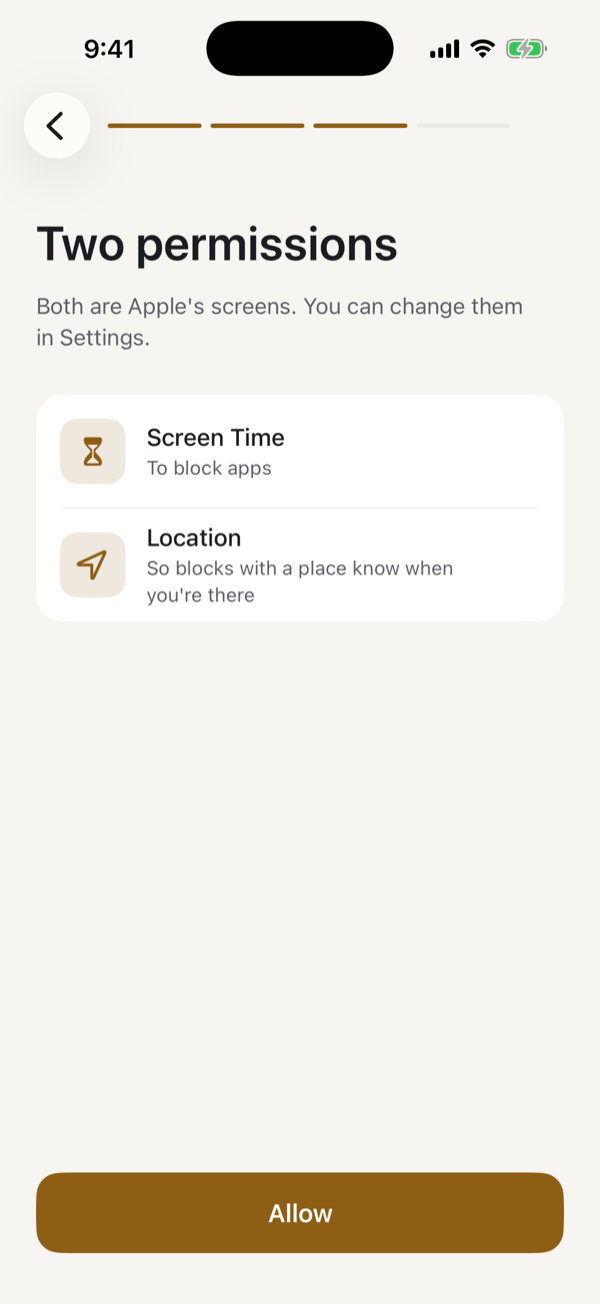 9:41
Two permissions
Both are Apple's screens. You can change them
in Settings.
Screen Time
To block apps
Location
So blocks with a place know when
you're there
Allow